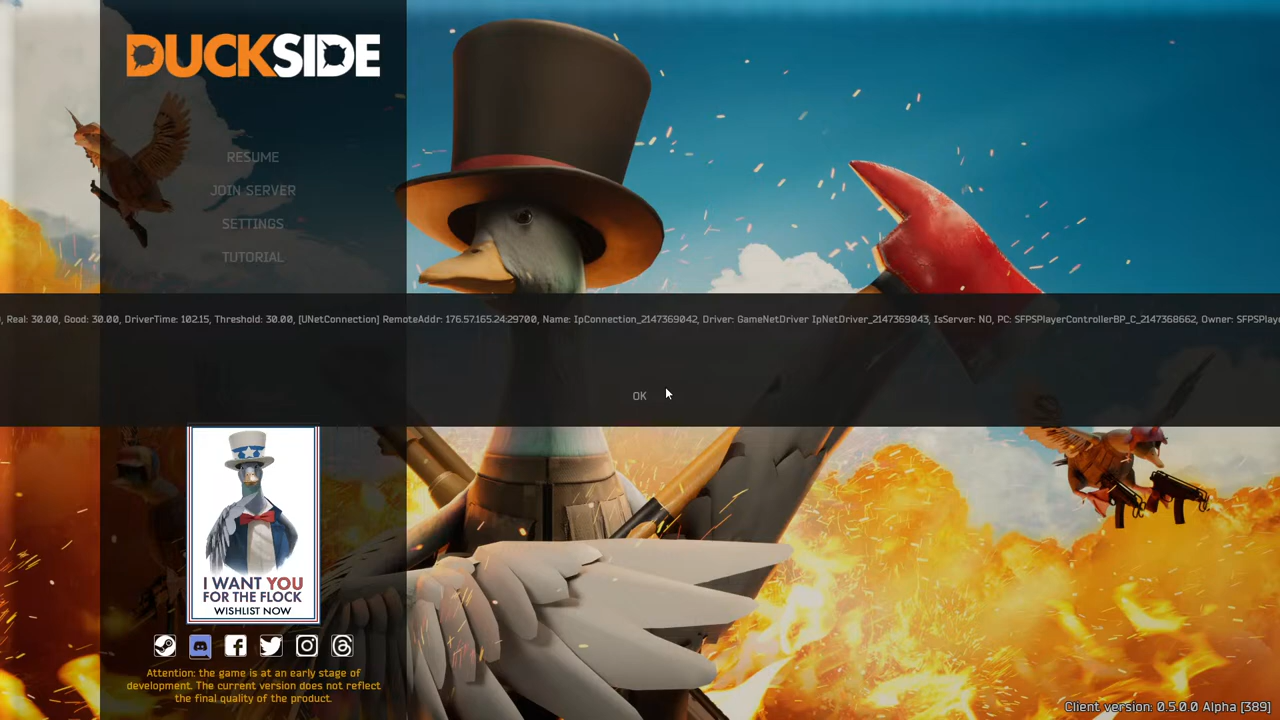 DUCKSIDE
RESUME
JOIN SERVER
SETTINGS
TUTORIAL
, Real: 30.00, Good: 30.00, DriverTime: 102.15, Threshold: 30.00, [UNetConnection] RemoteAddr: 176.57.165.24:29700, Name: IpConnection_2147369042, Driver: GameNetDriver IpNetDriver_2147369043, IsServer: NO, PC: SFPSPlayerControllerBP_C_2147368662, Owner: SFPSPlaye
OK
I WANT YOU
FOR THE FLOCK
WISHLIST NOW
Attention: the game is at an early stage of
development. The current version does not reflect
the final quality of the product.
Client version: 0.5.0.0 Alpha [389]